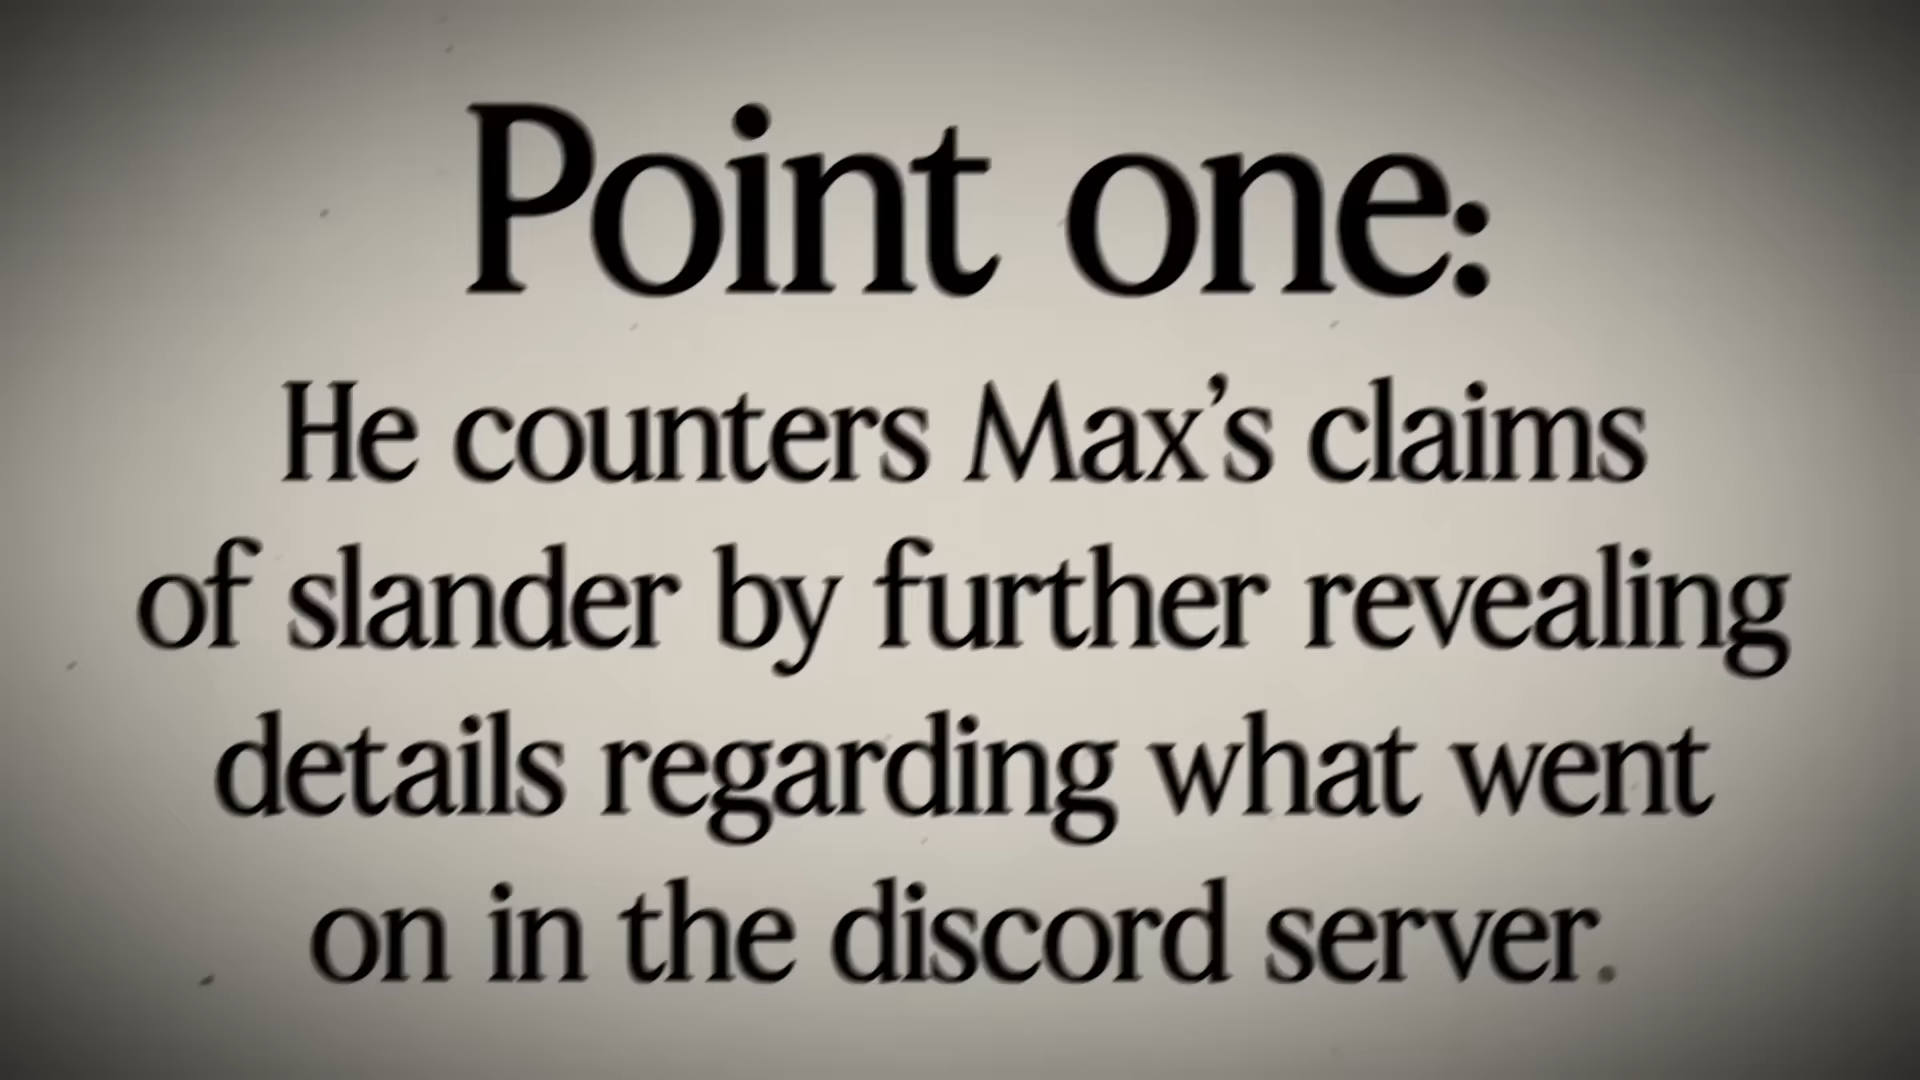 Point one:
He counters Max’s claims
of slander by further revealing
details regarding what went
on in the discord server.